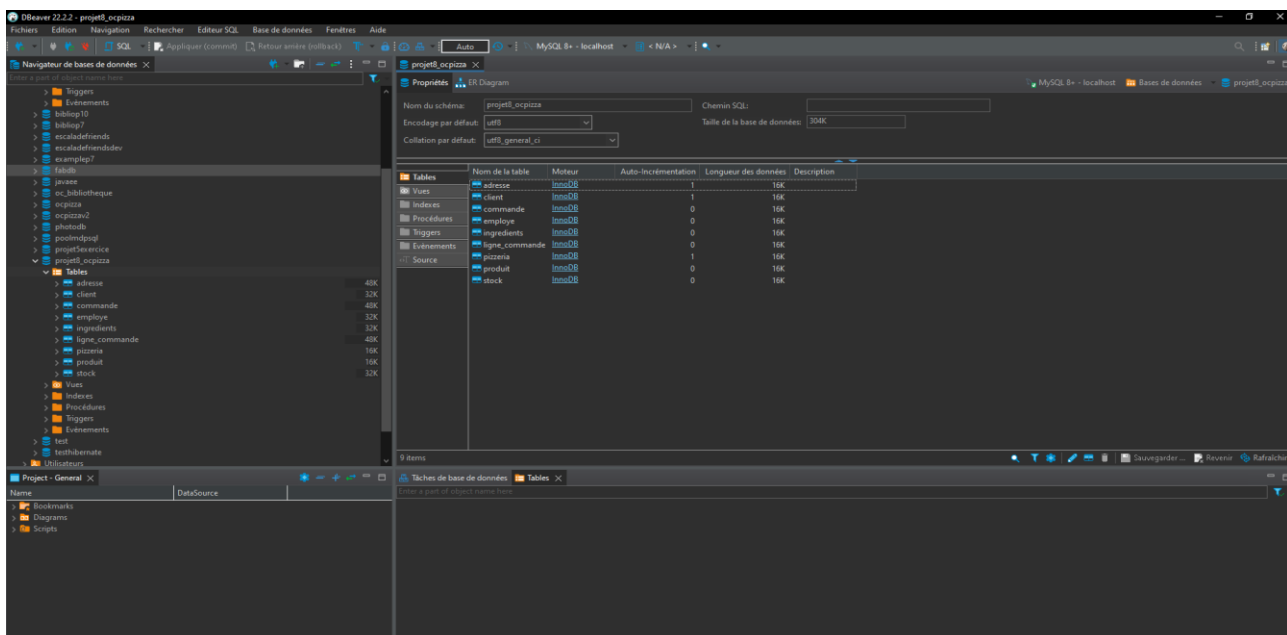 DBeaver 22.2.2 - projet8_ocpizza
Fichiers Edition Navigation Rechercher Editeur SQL Base de données Fenêtres Aide
SQL Appliquer (commit) Retour arrière (rollback) Auto MySQL 8+ - localhost < N/A >
Navigateur de bases de données
Enter a part of object name here
Triggers
Evènements
bibliop10
bibliop7
escaladefriends
escaladefriendsdev
examplep7
fabdb
javaee
oc_bibliotheque
ocpizza
ocpizzav2
photodb
poolmdpsql
projet5exercice
projet8_ocpizza
Tables
adresse 48K
client 32K
commande 48K
employe 32K
ingredients 32K
ligne_commande 48K
pizzeria 16K
produit 16K
stock 32K
Vues
Indexes
Procédures
Triggers
Evènements
test
testhibernate
Utilisateurs
projet8_ocpizza
Propriétés ER Diagram MySQL 8+ - localhost Bases de données projet8_ocpizza
Nom du schéma: projet8_ocpizza Chemin SQL:
Encodage par défaut: utf8 Taille de la base de données: 304K
Collation par défaut: utf8_general_ci
Tables
Vues
Indexes
Procédures
Triggers
Evènements
Source
Nom de la table Moteur Auto-Incrémentation Longueur des données Description
adresse InnoDB 1 16K
client InnoDB 1 16K
commande InnoDB 0 16K
employe InnoDB 0 16K
ingredients InnoDB 0 16K
ligne_commande InnoDB 0 16K
pizzeria InnoDB 1 16K
produit InnoDB 0 16K
stock InnoDB 0 16K
9 items Sauvegarder ... Revenir Rafraîchir
Project - General
Name DataSource
Bookmarks
Diagrams
Scripts
Tâches de base de données Tables
Enter a part of object name here